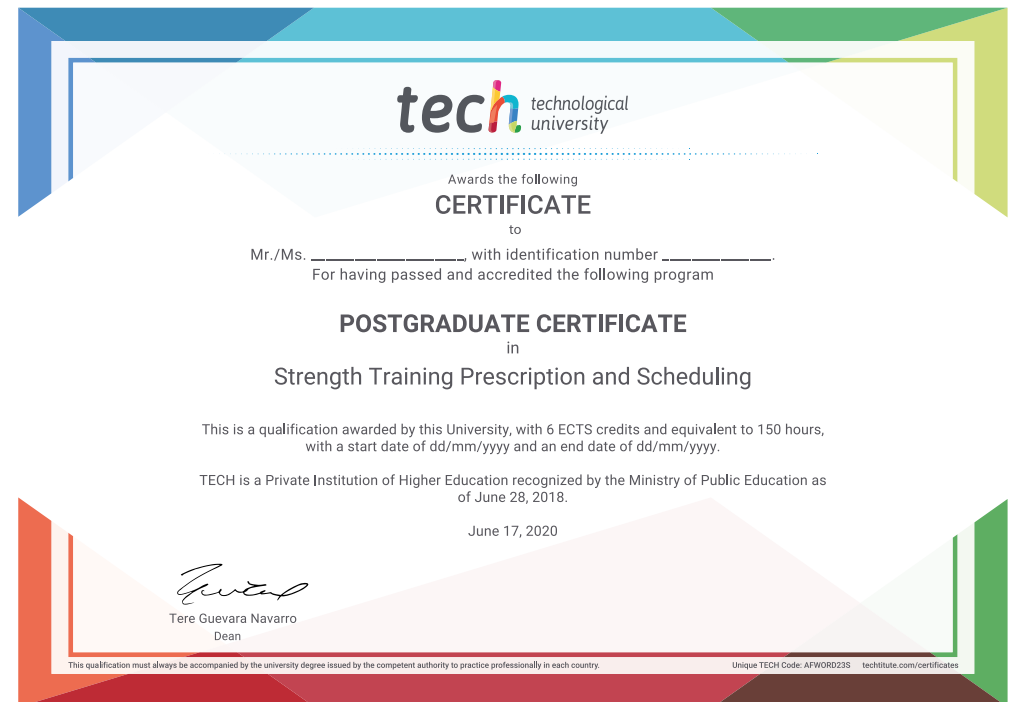 tech technological
university
Awards the following
CERTIFICATE
to
Mr./Ms. ___________________, with identification number ______________.
For having passed and accredited the following program
POSTGRADUATE CERTIFICATE
in
Strength Training Prescription and Scheduling
This is a qualification awarded by this University, with 6 ECTS credits and equivalent to 150 hours,
with a start date of dd/mm/yyyy and an end date of dd/mm/yyyy.
TECH is a Private Institution of Higher Education recognized by the Ministry of Public Education as
of June 28, 2018.
June 17, 2020
Tere Guevara Navarro
Dean
This qualification must always be accompanied by the university degree issued by the competent authority to practice professionally in each country.
Unique TECH Code: AFWORD23S techtitute.com/certificates